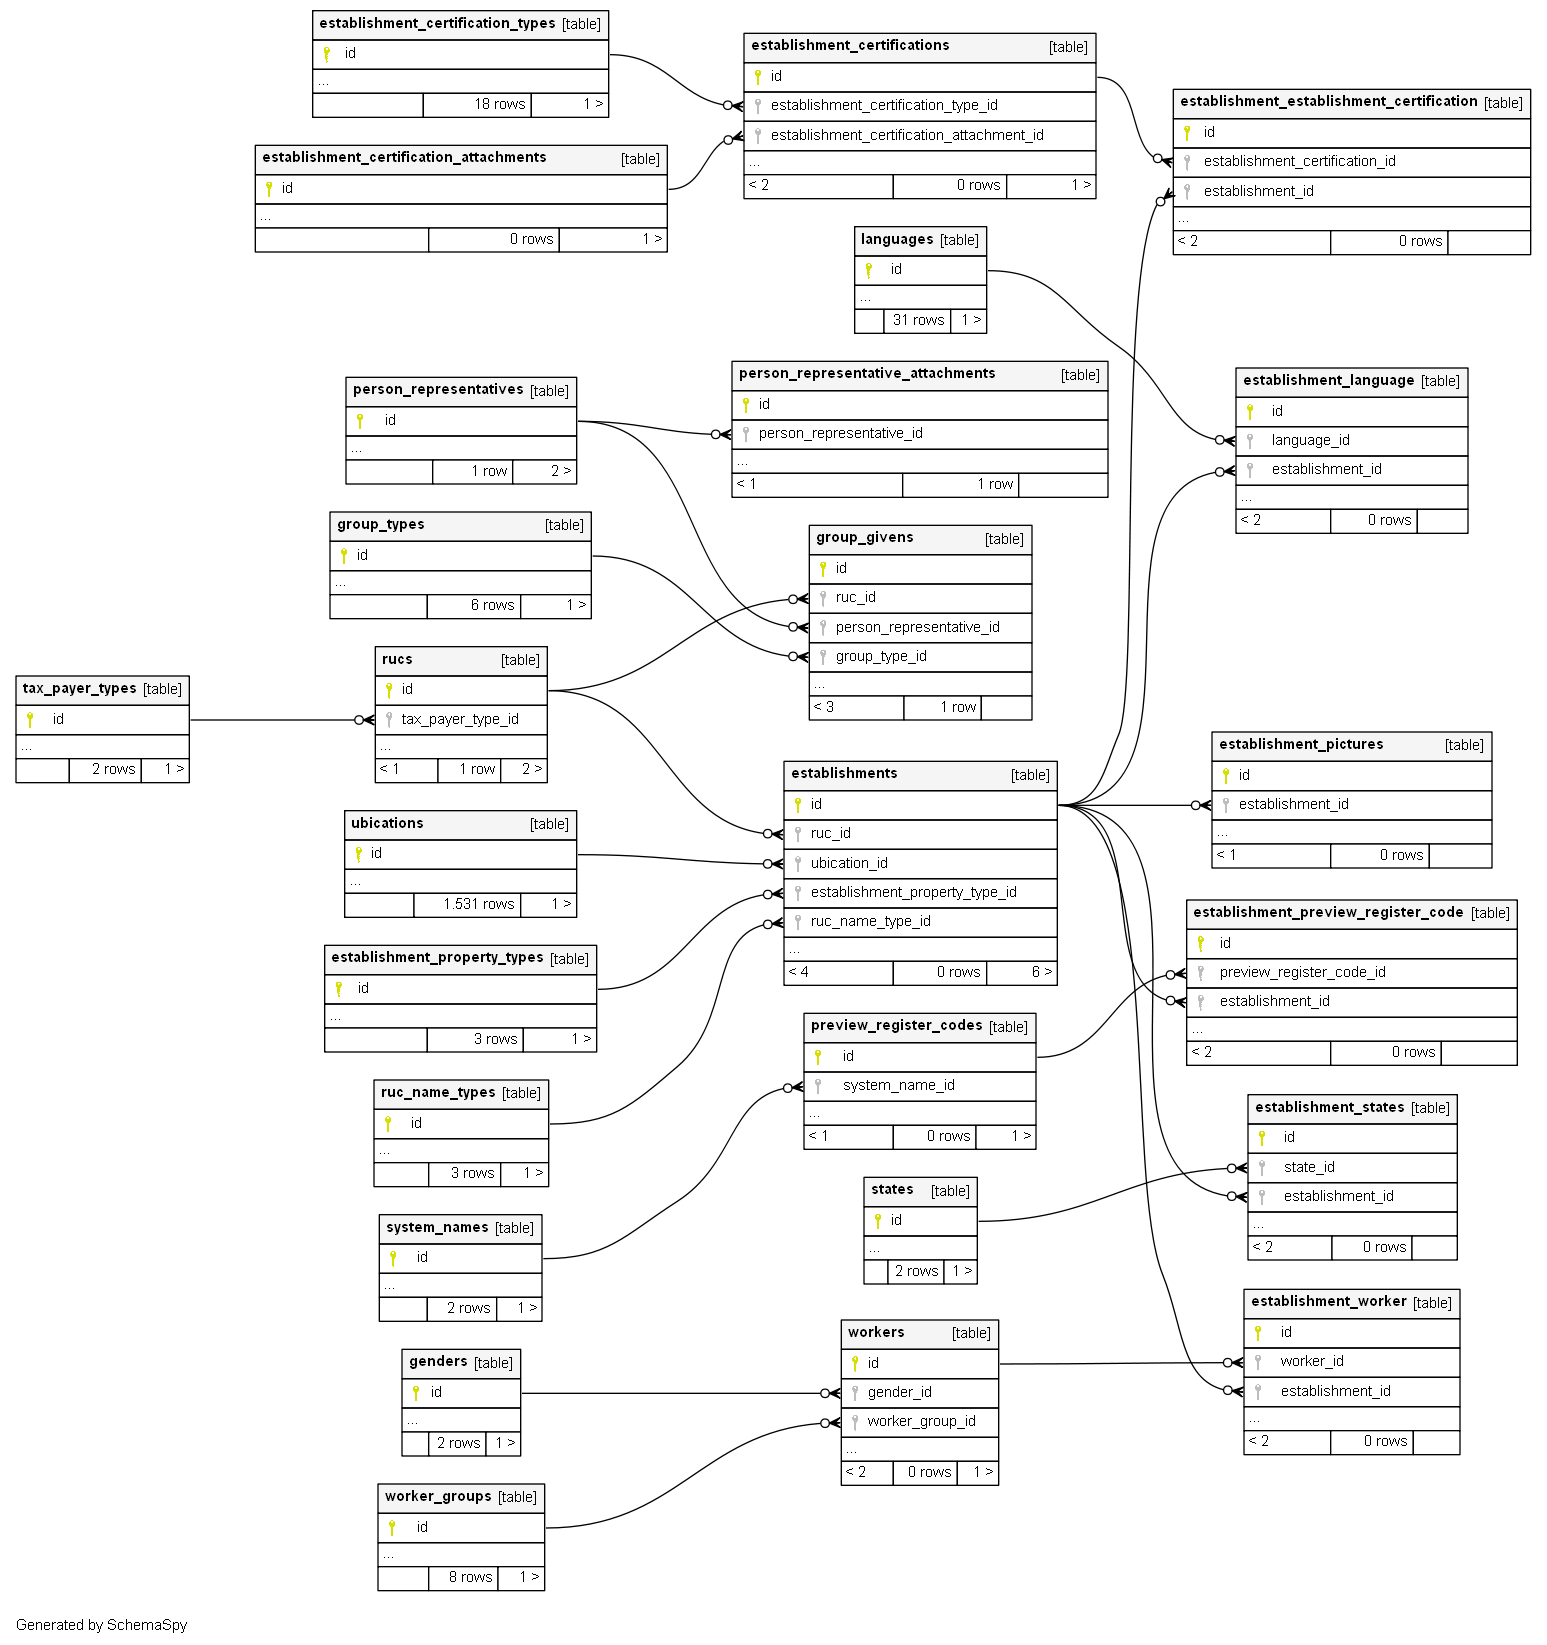 establishment_certification_types [table]
id
...
18 rows 1 >
establishment_certifications [table]
id
establishment_certification_type_id
establishment_certification_attachment_id
...
< 2 0 rows 1 >
establishment_establishment_certification [table]
id
establishment_certification_id
establishment_id
...
< 2 0 rows
establishment_certification_attachments [table]
id
...
0 rows 1 >
languages [table]
id
...
31 rows 1 >
person_representatives [table]
id
...
1 row 2 >
person_representative_attachments [table]
id
person_representative_id
...
< 1 1 row
establishment_language [table]
id
language_id
establishment_id
...
< 2 0 rows
group_types [table]
id
...
6 rows 1 >
group_givens [table]
id
ruc_id
person_representative_id
group_type_id
...
< 3 1 row
rucs [table]
id
tax_payer_type_id
...
< 1 1 row 2 >
tax_payer_types [table]
id
...
2 rows 1 >
establishments [table]
id
ruc_id
ubication_id
establishment_property_type_id
ruc_name_type_id
...
< 4 0 rows 6 >
establishment_pictures [table]
id
establishment_id
...
< 1 0 rows
ubications [table]
id
...
1.531 rows 1 >
establishment_preview_register_code [table]
id
preview_register_code_id
establishment_id
...
< 2 0 rows
establishment_property_types [table]
id
...
3 rows 1 >
preview_register_codes [table]
id
system_name_id
...
< 1 0 rows 1 >
ruc_name_types [table]
id
...
3 rows 1 >
establishment_states [table]
id
state_id
establishment_id
...
< 2 0 rows
states [table]
id
...
2 rows 1 >
system_names [table]
id
...
2 rows 1 >
establishment_worker [table]
id
worker_id
establishment_id
...
< 2 0 rows
workers [table]
id
gender_id
worker_group_id
...
< 2 0 rows 1 >
genders [table]
id
...
2 rows 1 >
worker_groups [table]
id
...
8 rows 1 >
Generated by SchemaSpy